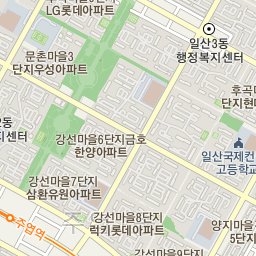 LG롯데아파트
일산3동
행정복지센터
문촌마을3
단지우성아파트
후곡마
단지현대
2동
지센터
강선마을6단지금호
한양아파트
일산국제컨
고등학교
강선마을7단지
삼환유원아파트
주엽역
주
강선마을8단지
럭키롯데아파트
양지마을
5단지
강선마을9단지